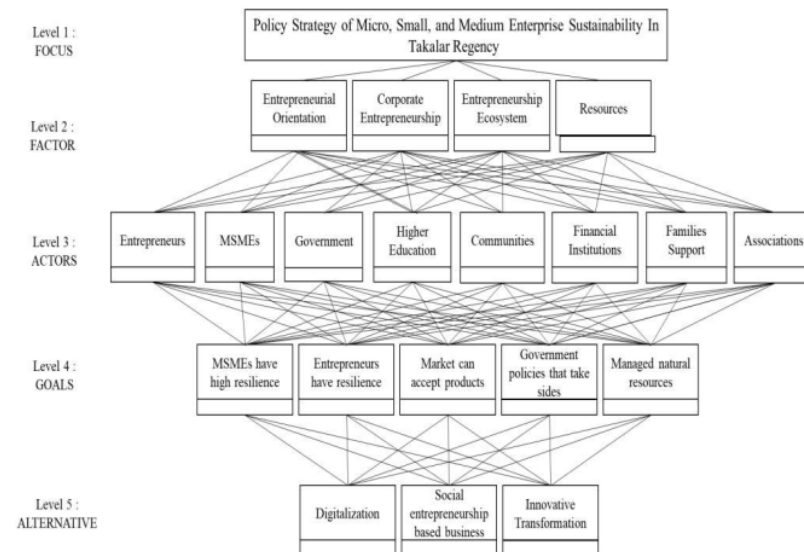 Level 1 :
FOCUS
Policy Strategy of Micro, Small, and Medium Enterprise Sustainability In
Takalar Regency
Level 2 :
FACTOR
Entrepreneurial
Orientation
Corporate
Entrepreneurship
Entrepreneurship
Ecosystem
Resources
Level 3 :
ACTORS
Entrepreneurs
MSMEs
Government
Higher
Education
Communities
Financial
Institutions
Families
Support
Associations
Level 4 :
GOALS
MSMEs have
high resilience
Entrepreneurs
have resilience
Market can
accept products
Government
policies that take
sides
Managed natural
resources
Level 5 :
ALTERNATIVE
Digitalization
Social
entrepreneurship
based business
Innovative
Transformation